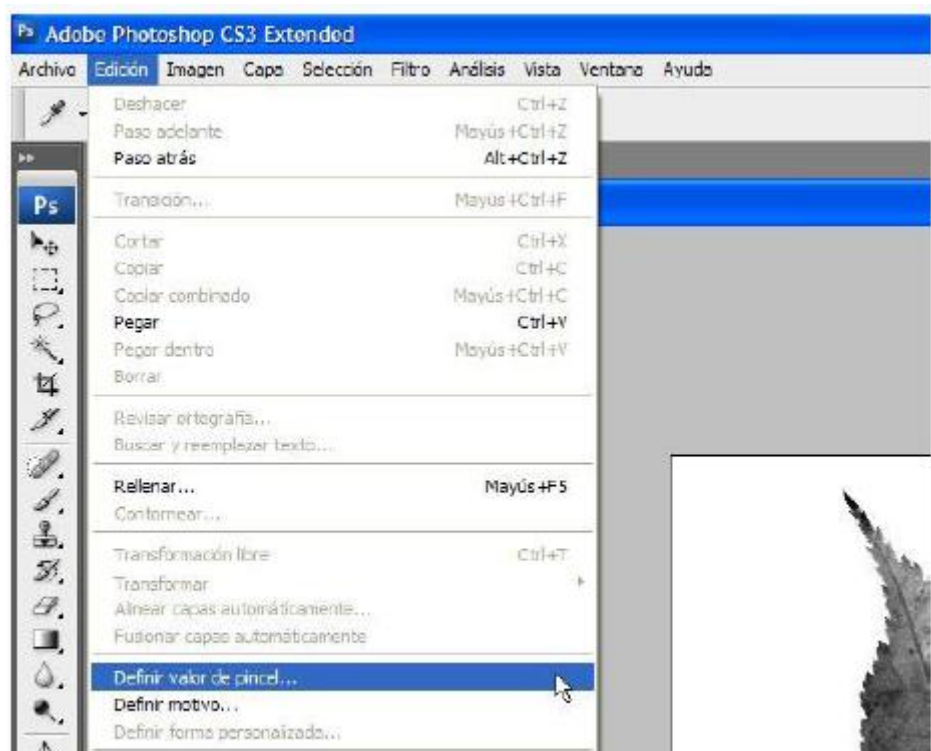 Ps Adobe Photoshop CS3 Extended
Archivo Edición Imagen Capa Selección Filtro Análisis Vista Ventana Ayuda
Deshacer Ctrl+Z
Paso adelante Mayús+Ctrl+Z
Paso atrás Alt+Ctrl+Z
Transición... Mayús+Ctrl+F
Ps
Cortar Ctrl+X
Copiar Ctrl+C
Copiar combinado Mayús+Ctrl+C
Pegar Ctrl+V
Pegar dentro Mayús+Ctrl+V
Borrar
Revisar ortografía...
Buscar y reemplazar texto...
Rellenar... Mayús+F5
Contornear...
Transformación libre Ctrl+T
Transformar
Alinear capas automáticamente...
Fusionar capas automáticamente
Definir valor de pincel...
Definir motivo...
Definir forma personalizada...